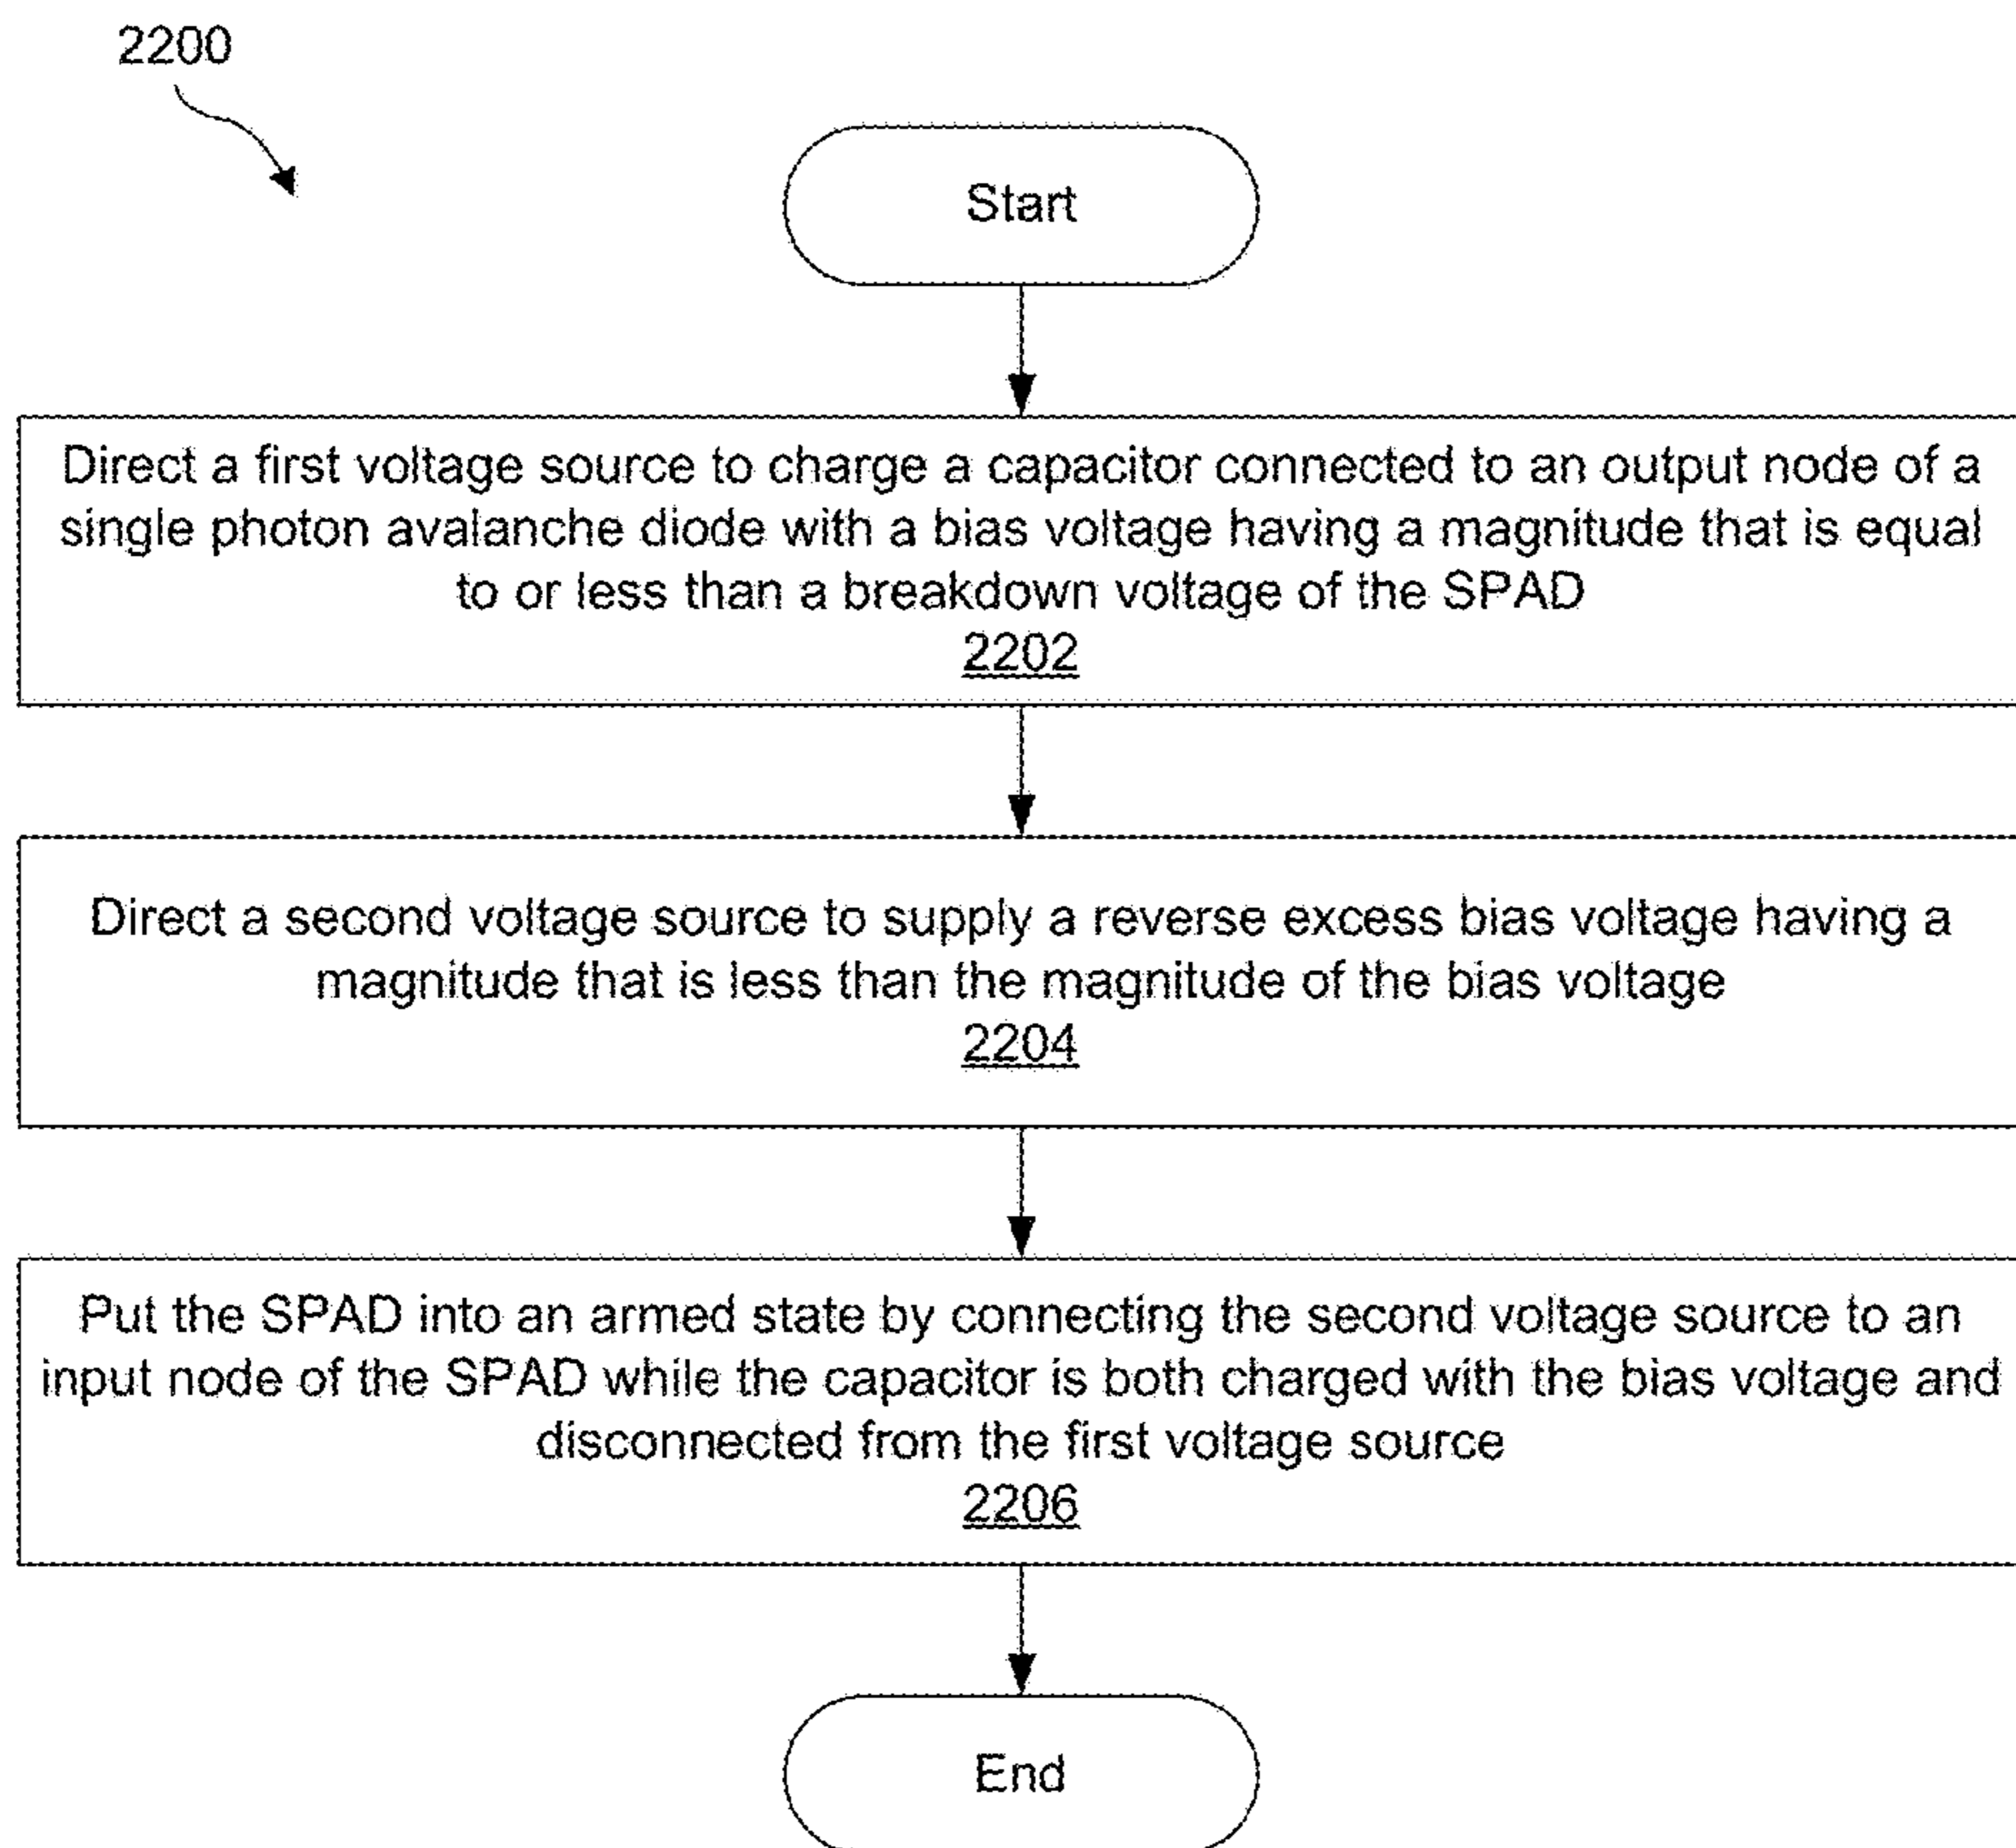 2200
Start
Direct a first voltage source to charge a capacitor connected to an output node of a
single photon avalanche diode with a bias voltage having a magnitude that is equal
to or less than a breakdown voltage of the SPAD
2202
Direct a second voltage source to supply a reverse excess bias voltage having a
magnitude that is less than the magnitude of the bias voltage
2204
Put the SPAD into an armed state by connecting the second voltage source to an
input node of the SPAD while the capacitor is both charged with the bias voltage and
disconnected from the first voltage source
2206
End